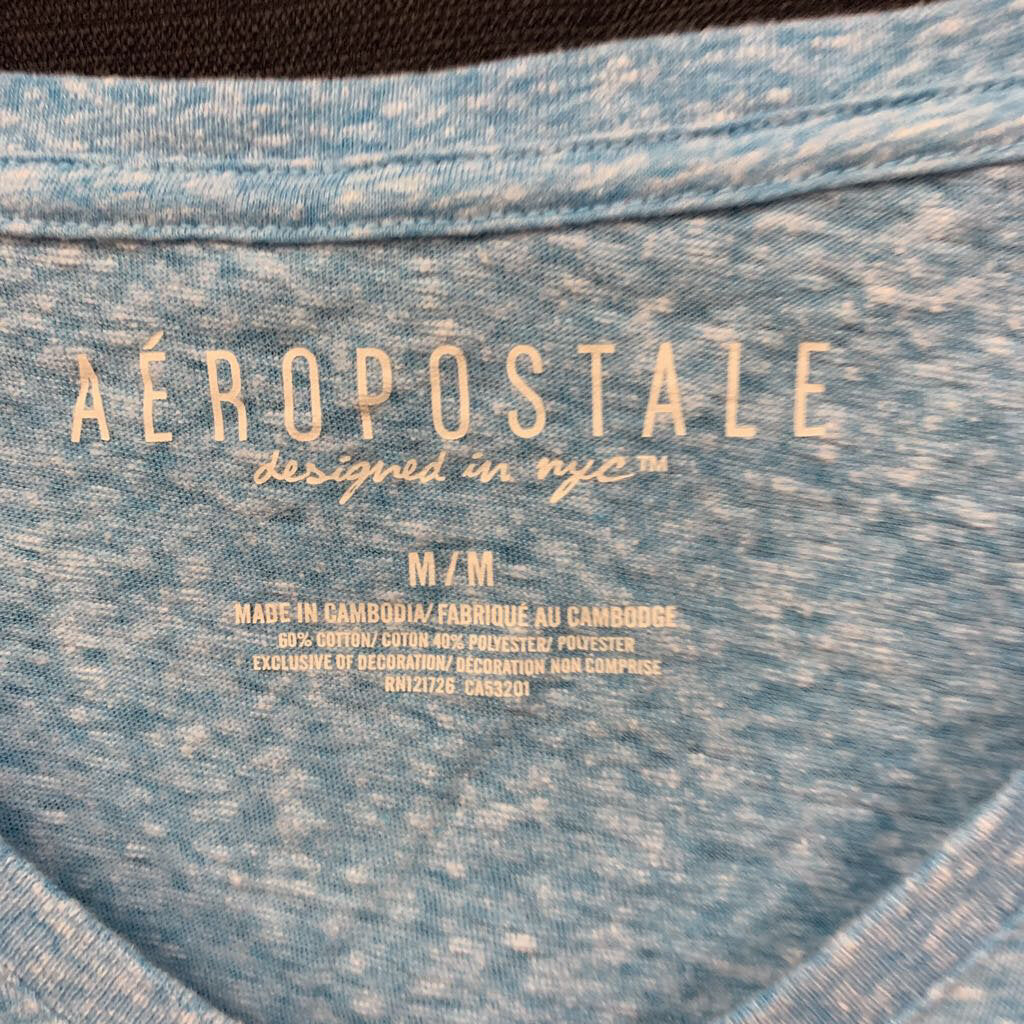 AÉROPOSTALE
designed in nyc™
M/M
MADE IN CAMBODIA/ FABRIQUÉ AU CAMBODGE
60% COTTON/ COTON 40% POLYESTER/ POLYESTER
EXCLUSIVE OF DECORATION/ DÉCORATION NON COMPRISE
RN121726 CA53201